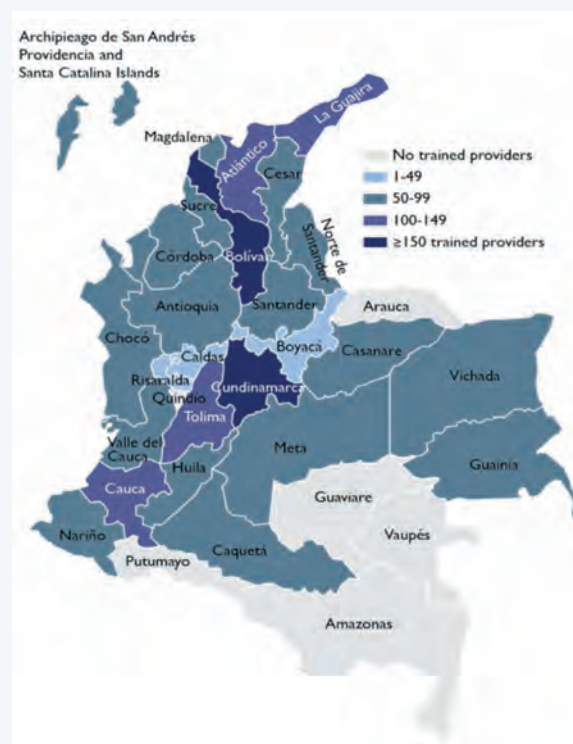 Archipieago de San Andrés
Providencia and
Santa Catalina Islands
La Guajira
Magdalena
Atlántico
Cesar
No trained providers
1-49
50-99
100-149
≥150 trained providers
Sucre
Norte de
Santander
Córdoba
Bolívar
Antioquia
Santander
Arauca
Chocó
Boyacá
Caldas
Casanare
Risaralda
Cundinamarca
Vichada
Quindío
Tolima
Valle del
Cauca
Meta
Huila
Guainía
Cauca
Guaviare
Nariño
Vaupés
Caquetá
Putumayo
Amazonas